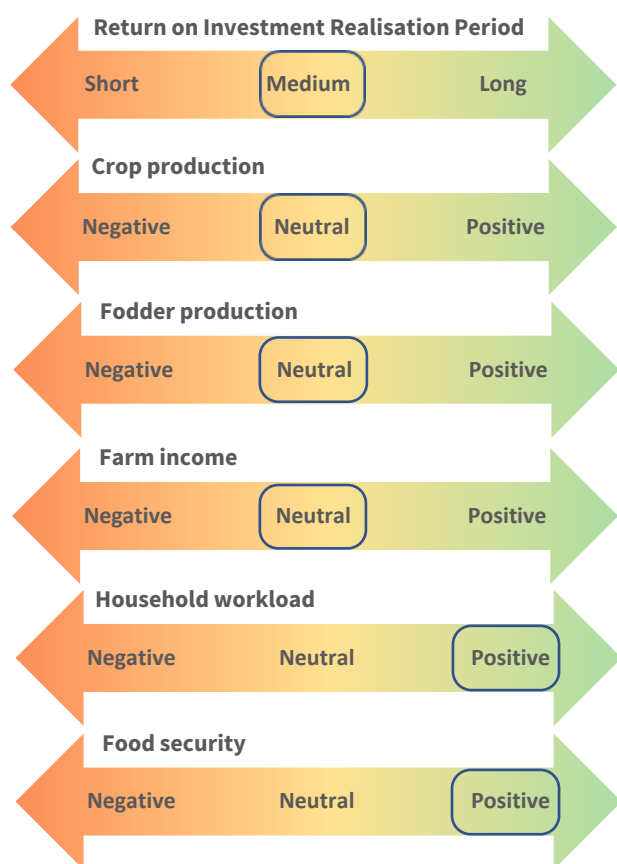 Return on Investment Realisation Period
Short Medium Long
Crop production
Negative Neutral Positive
Fodder production
Negative Neutral Positive
Farm income
Negative Neutral Positive
Household workload
Negative Neutral Positive
Food security
Negative Neutral Positive